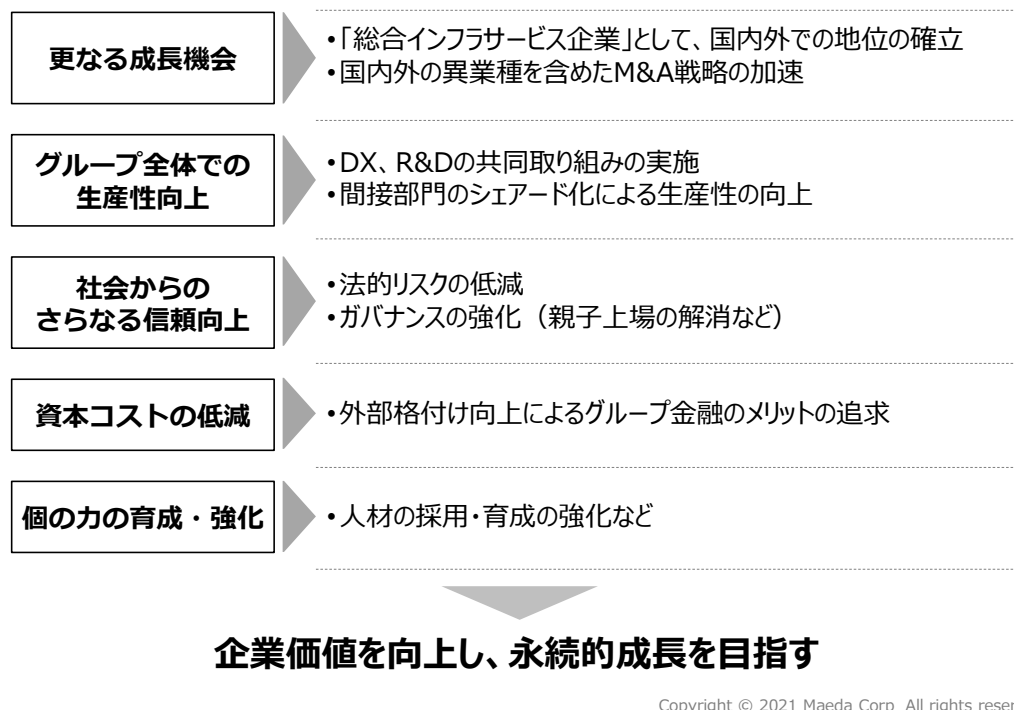 更なる成長機会
•「総合インフラサービス企業」として、国内外での地位の確立
•国内外の異業種を含めたM&A戦略の加速
グループ全体での
生産性向上
•DX、R&Dの共同取り組みの実施
•間接部門のシェアード化による生産性の向上
社会からの
さらなる信頼向上
•法的リスクの低減
•ガバナンスの強化（親子上場の解消など）
資本コストの低減
•外部格付け向上によるグループ金融のメリットの追求
個の力の育成・強化
•人材の採用・育成の強化など
企業価値を向上し、永続的成長を目指す
Copyright © 2021 Maeda Corp. All rights reser